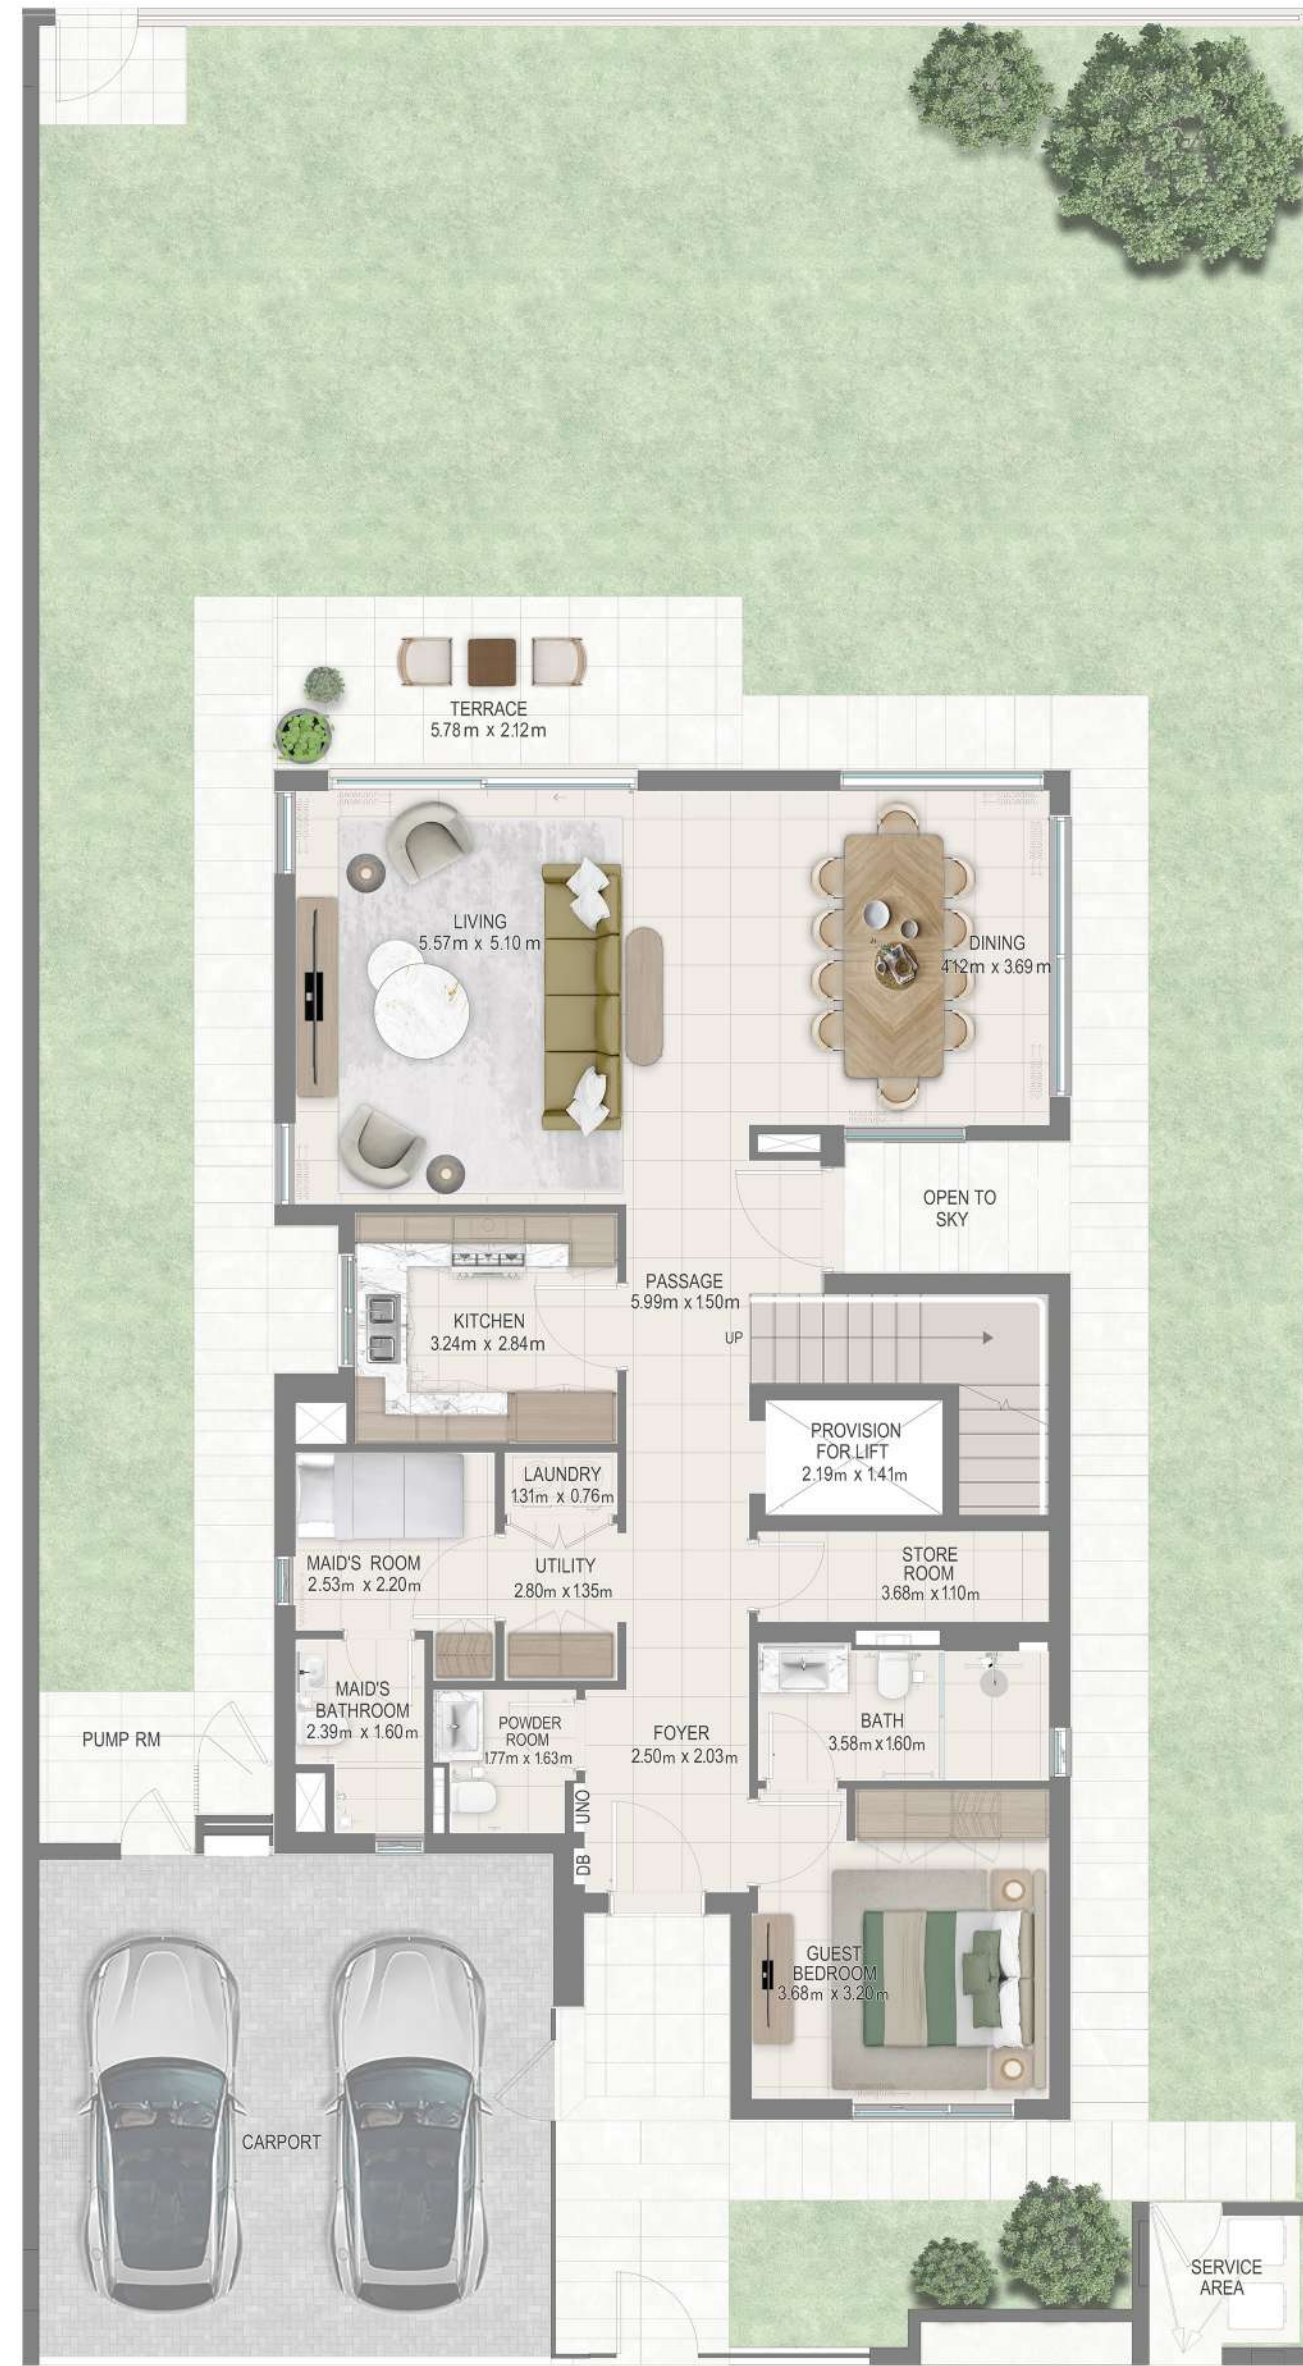 TERRACE
5.78m x 2.12m
LIVING
5.57m x 5.10 m
DINING
4.12m x 3.69 m
OPEN TO
SKY
PASSAGE
5.99m x 1.50m
KITCHEN
3.24m x 2.84m
UP
PROVISION
FOR LIFT
2.19m x 1.41m
LAUNDRY
1.31m x 0.76m
MAID'S ROOM
2.53m x 2.20m
UTILITY
2.80m x 1.35m
STORE
ROOM
3.68m x 1.10m
MAID'S
BATHROOM
2.39m x 1.60m
POWDER
ROOM
1.77m x 1.63m
FOYER
2.50m x 2.03m
BATH
3.58m x 1.60m
PUMP RM
UNO
DB
GUEST
BEDROOM
3.68m x 3.20m
CARPORT
SERVICE
AREA